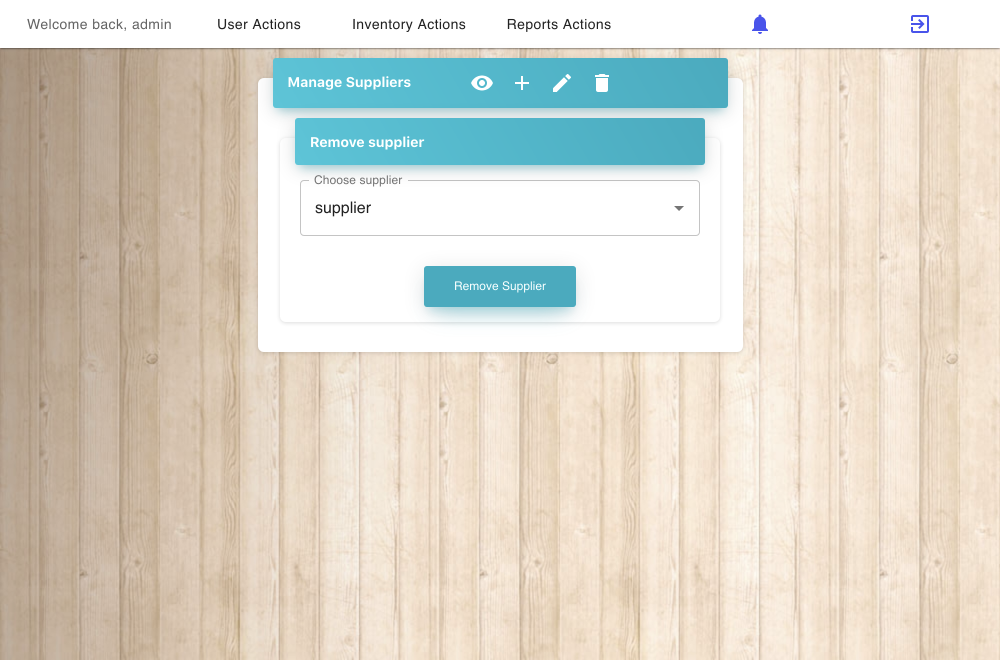 Welcome back, admin
User Actions
Inventory Actions
Reports Actions
Manage Suppliers
Remove supplier
Choose supplier
supplier
Remove Supplier